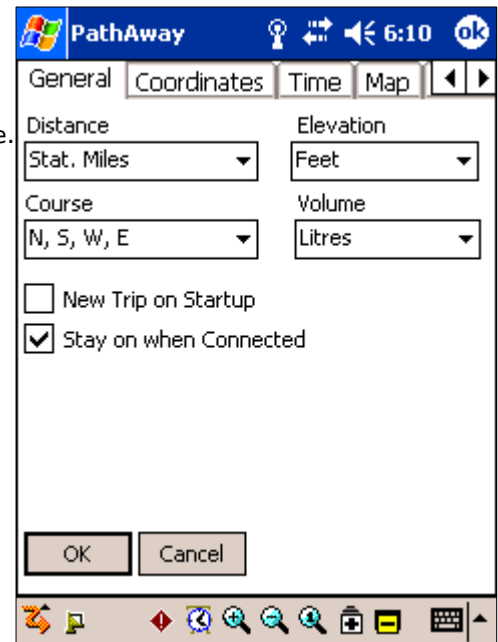 PathAway 6:10 ok
General Coordinates Time Map
e.
Distance Elevation
Stat. Miles Feet
Course Volume
N, S, W, E Litres
New Trip on Startup
Stay on when Connected
OK Cancel